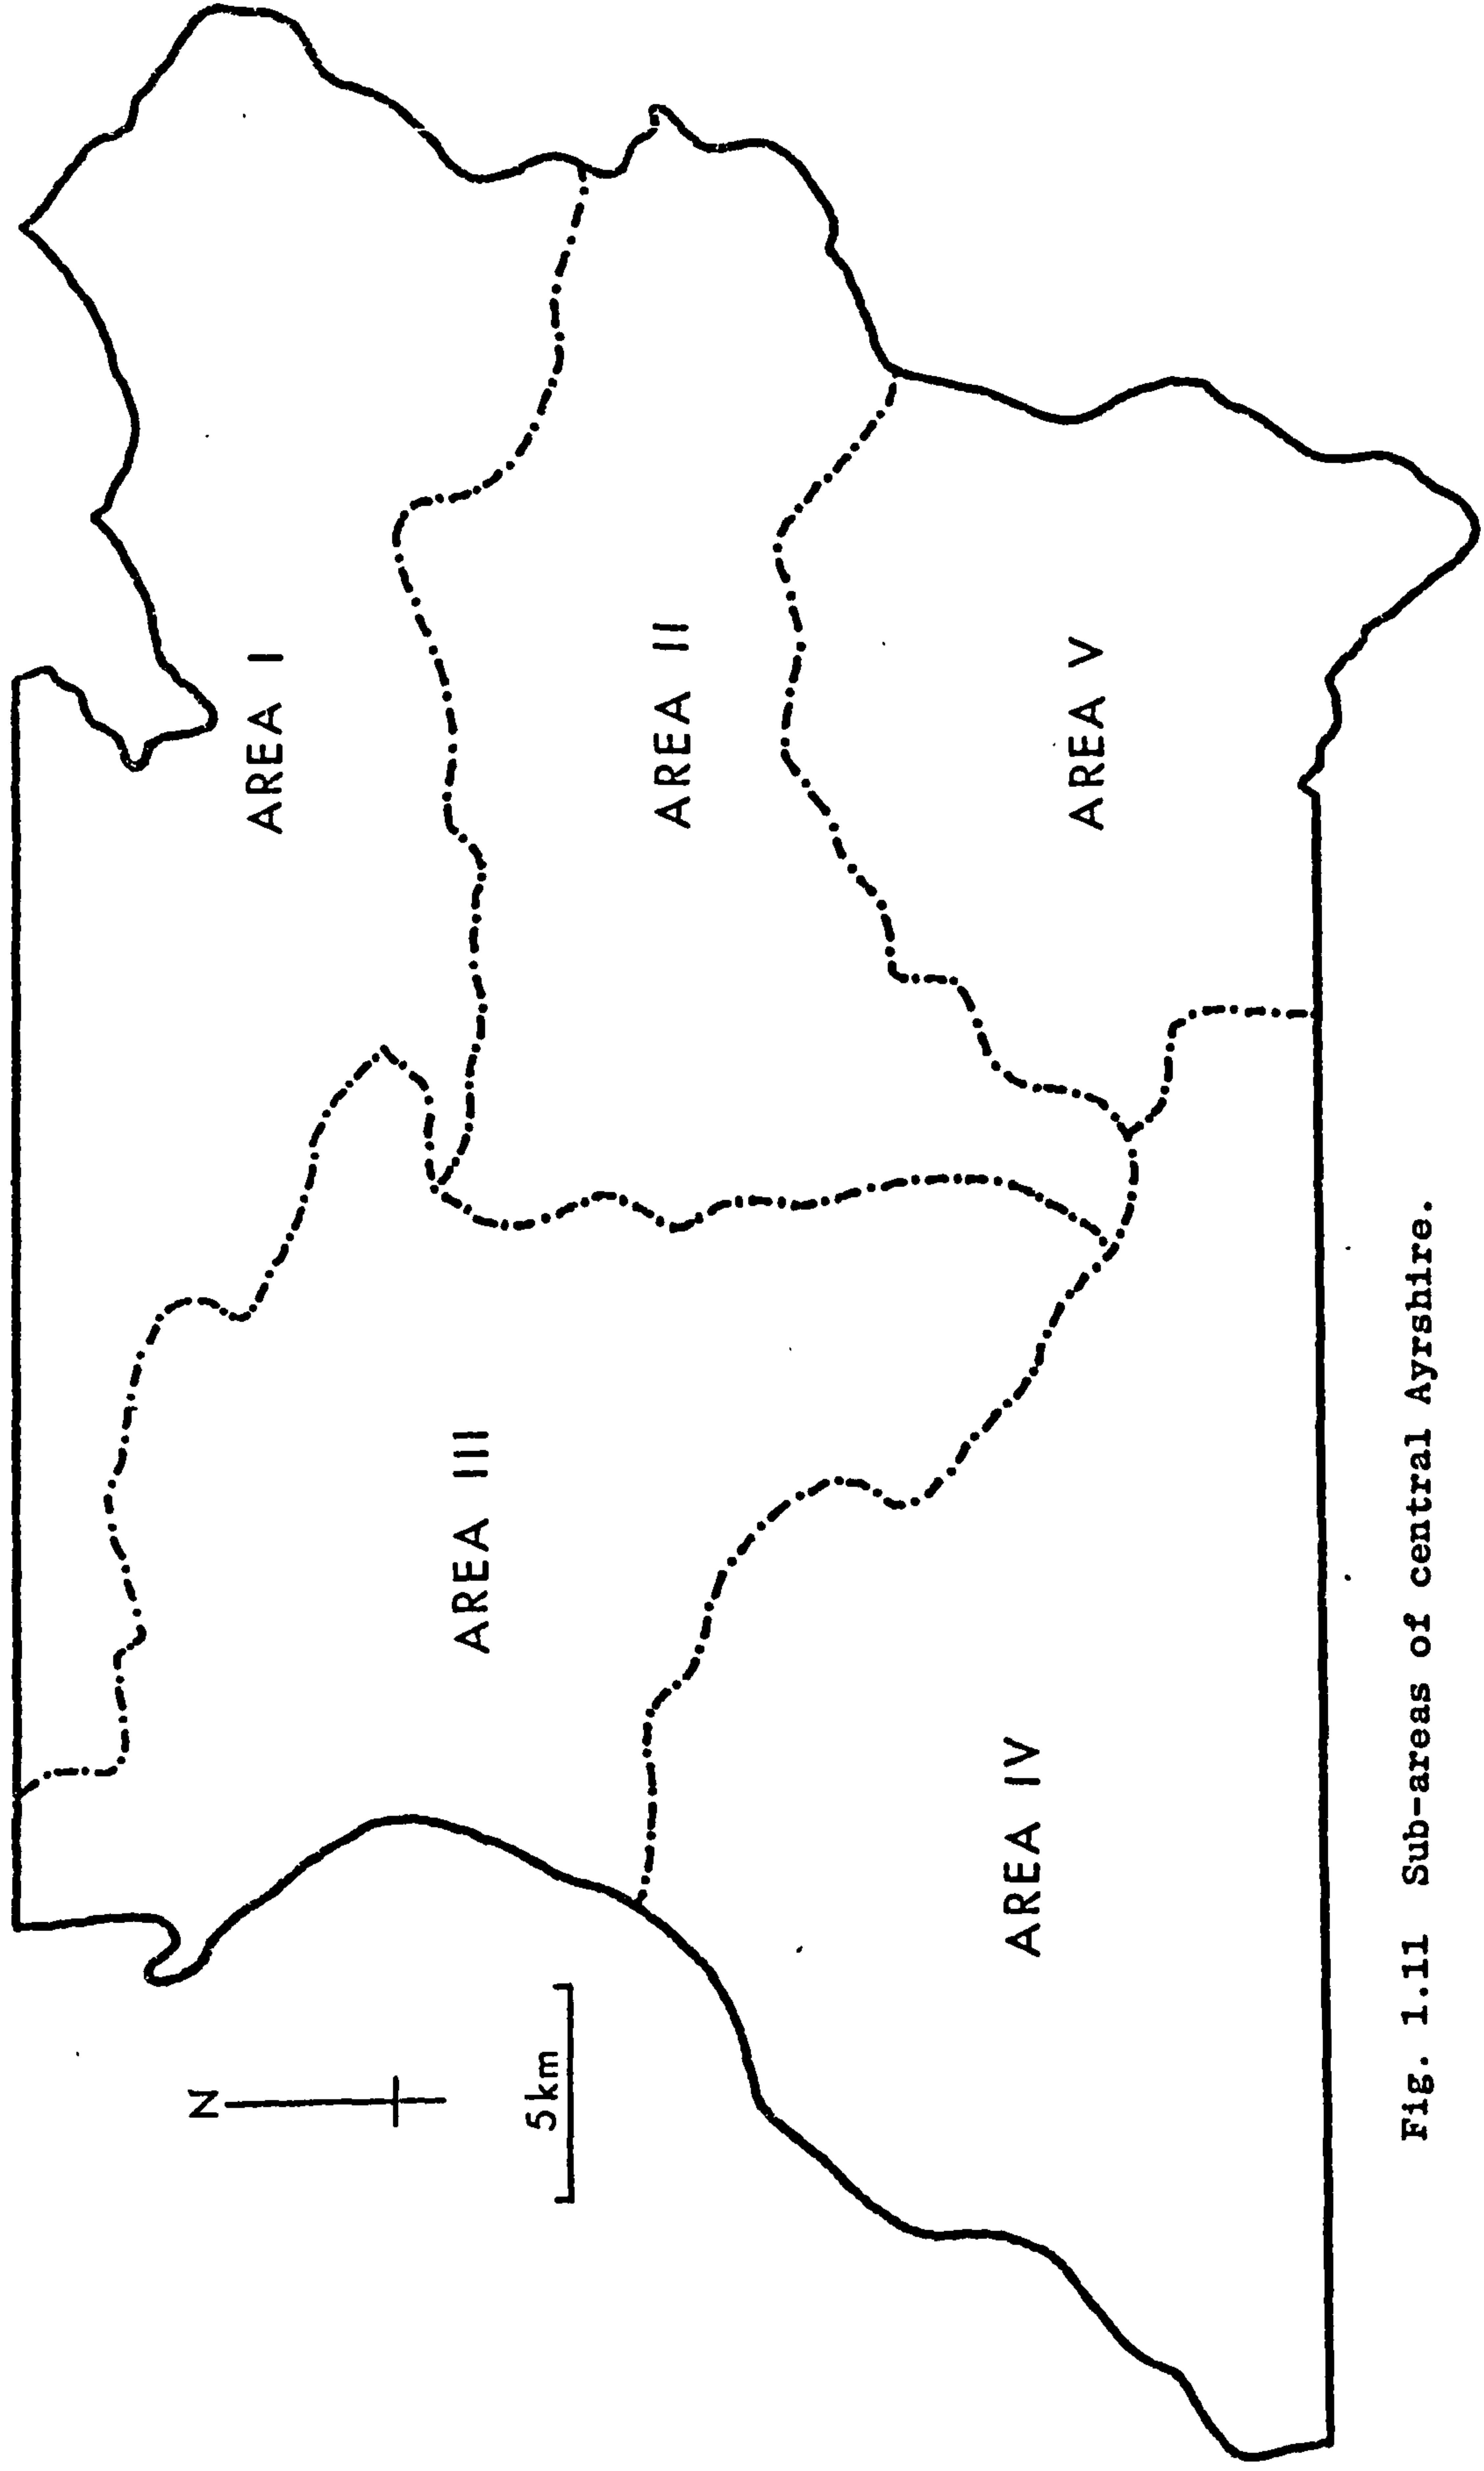 AREA I
AREA II
AREA III
AREA IV
AREA V
N
5km
Fig. 1.11 Sub-areas of central Ayrshire.